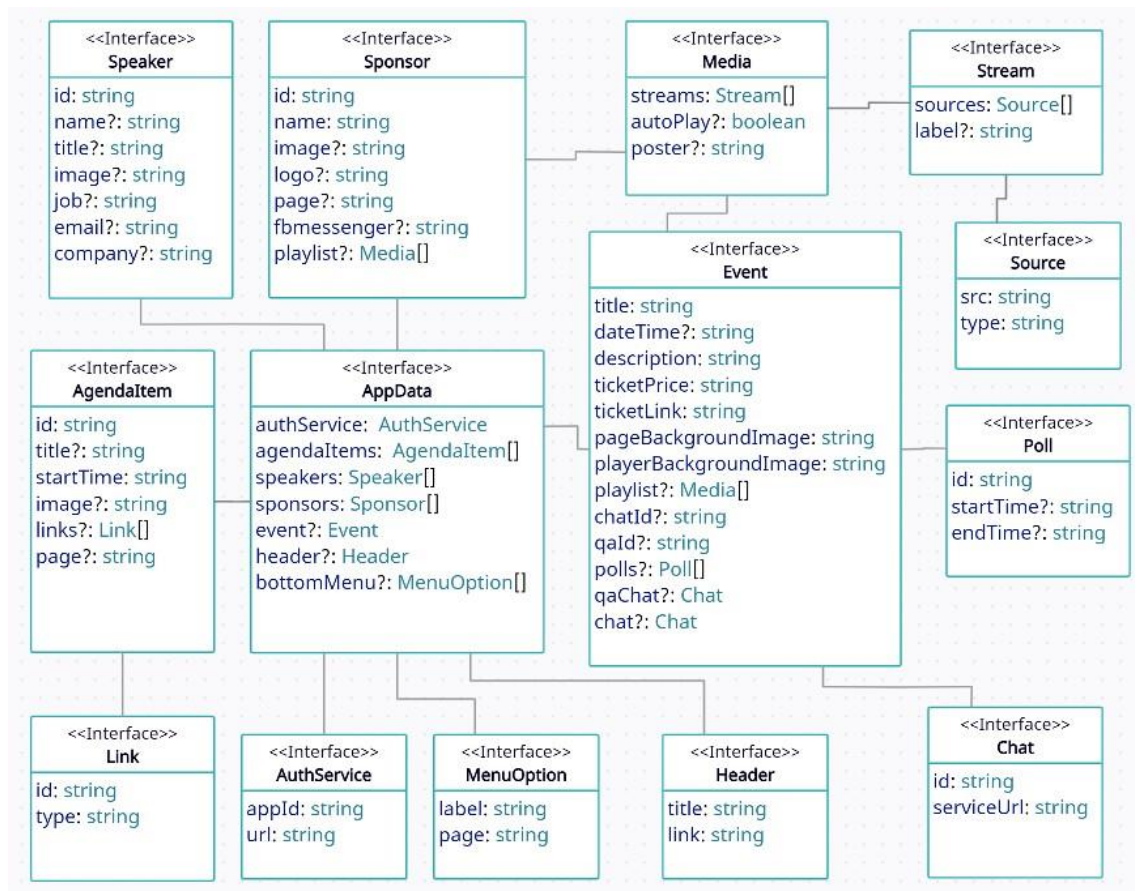 <<Interface>>
Speaker
id: string
name?: string
title?: string
image?: string
job?: string
email?: string
company?: string
<<Interface>>
Sponsor
id: string
name: string
image?: string
logo?: string
page?: string
fbmessenger?: string
playlist?: Media[]
<<Interface>>
Media
streams: Stream[]
autoPlay?: boolean
poster?: string
<<Interface>>
Stream
sources: Source[]
label?: string
<<Interface>>
Source
src: string
type: string
<<Interface>>
Event
title: string
dateTime?: string
description: string
ticketPrice: string
ticketLink: string
pageBackgroundImage: string
playerBackgroundImage: string
playlist?: Media[]
chatId?: string
qaId?: string
polls?: Poll[]
qaChat?: Chat
chat?: Chat
<<Interface>>
AgendaItem
id: string
title?: string
startTime: string
image?: string
links?: Link[]
page?: string
<<Interface>>
AppData
authService: AuthService
agendaItems: AgendaItem[]
speakers: Speaker[]
sponsors: Sponsor[]
event?: Event
header?: Header
bottomMenu?: MenuOption[]
<<Interface>>
Poll
id: string
startTime?: string
endTime?: string
<<Interface>>
Link
id: string
type: string
<<Interface>>
AuthService
appId: string
url: string
<<Interface>>
MenuOption
label: string
page: string
<<Interface>>
Header
title: string
link: string
<<Interface>>
Chat
id: string
serviceUrl: string